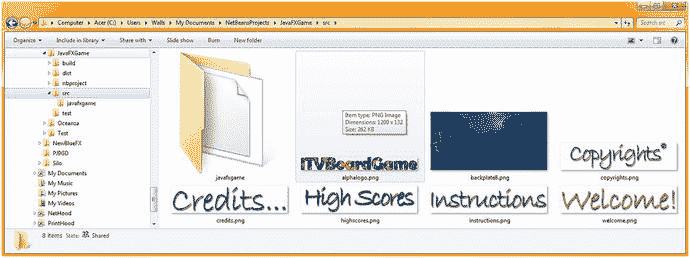 Computer ▸ Acer (C:) ▸ Users ▸ Walls ▸ My Documents ▸ NetBeansProjects ▸ JavaFXGame ▸ src ▸
Search src
Organize ▾ Include in library ▾ Share with ▾ Slide show Burn New folder
JavaFXGame
build
dist
nbproject
src
javafxgame
test
Oceanca
Test
NewBlueFX
PJDGD
Silo
My Documents
My Music
My Pictures
My Videos
NetHood
PrintHood
Item type: PNG Image
Dimensions: 1200 x 132
Size: 262 KB
iTVBoardGame
Copyrights
javafxgame
alphalogo.png
backplate8.png
copyrights.png
Credits...
High Scores
Instructions
Welcome!
credits.png
highscores.png
instructions.png
welcome.png
8 items State: Shared